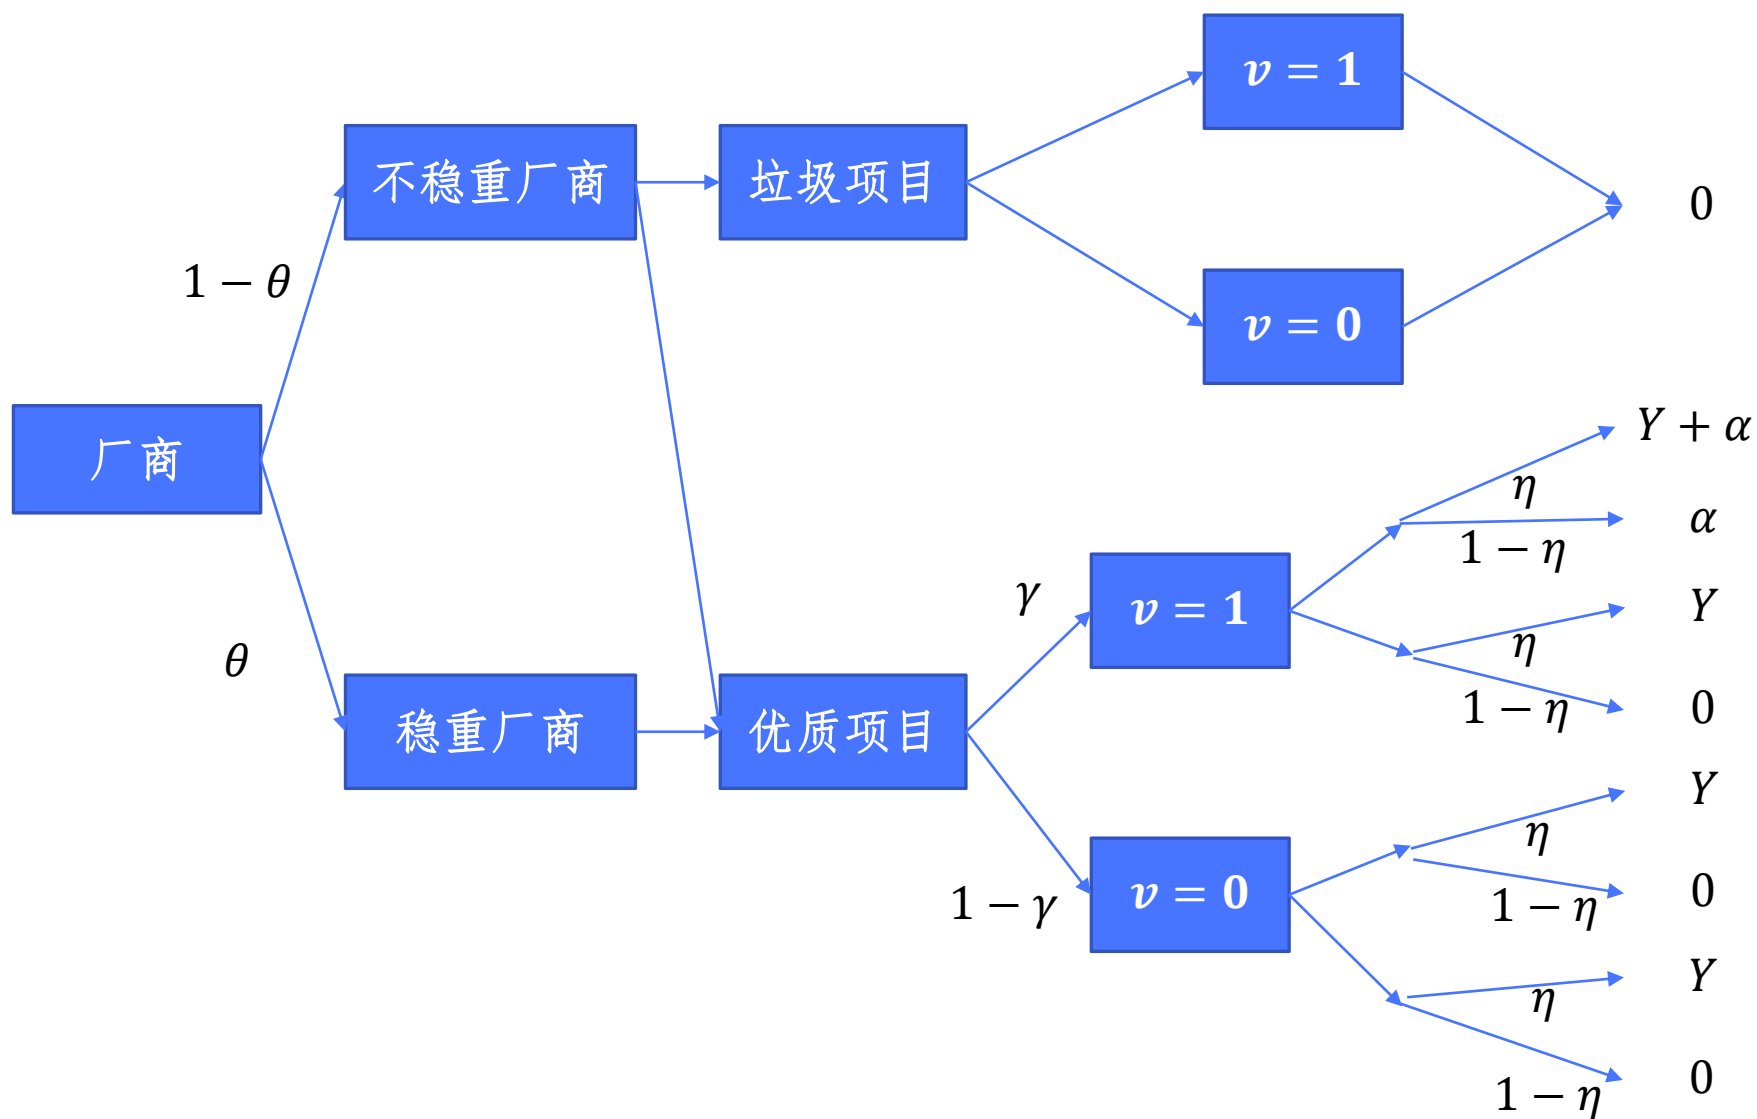 v = 1
不稳重厂商
垃圾项目
0
1 − θ
v = 0
厂商
Y + α
η
α
1 − η
γ
v = 1
Y
η
θ
1 − η
0
稳重厂商
优质项目
Y
η
1 − γ
v = 0
1 − η
0
Y
η
1 − η
0